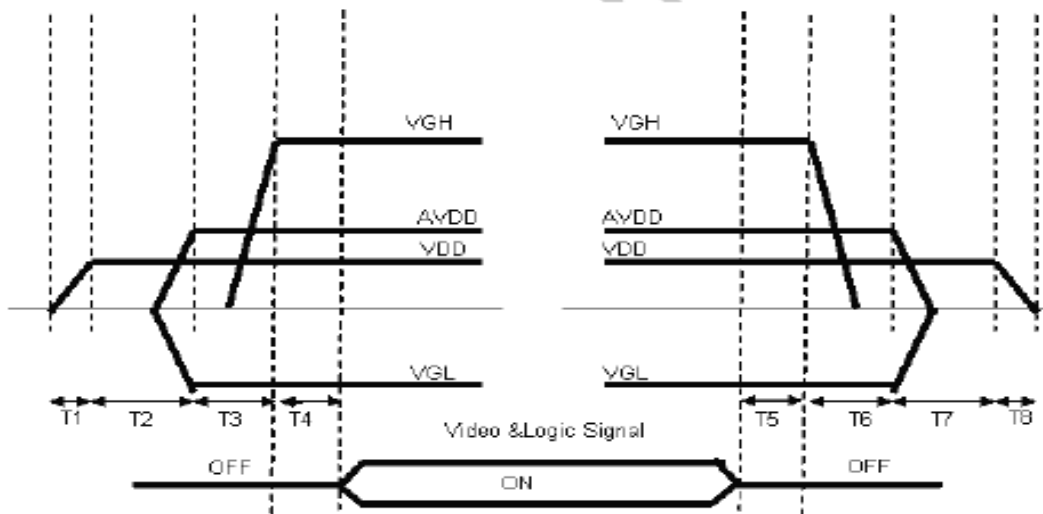 VGH VGH
AVDD AVDD
VDD VDD
VGL VGL
T1 T2 T3 T4 T5 T6 T7 T8
Video &Logic Signal
OFF ON OFF